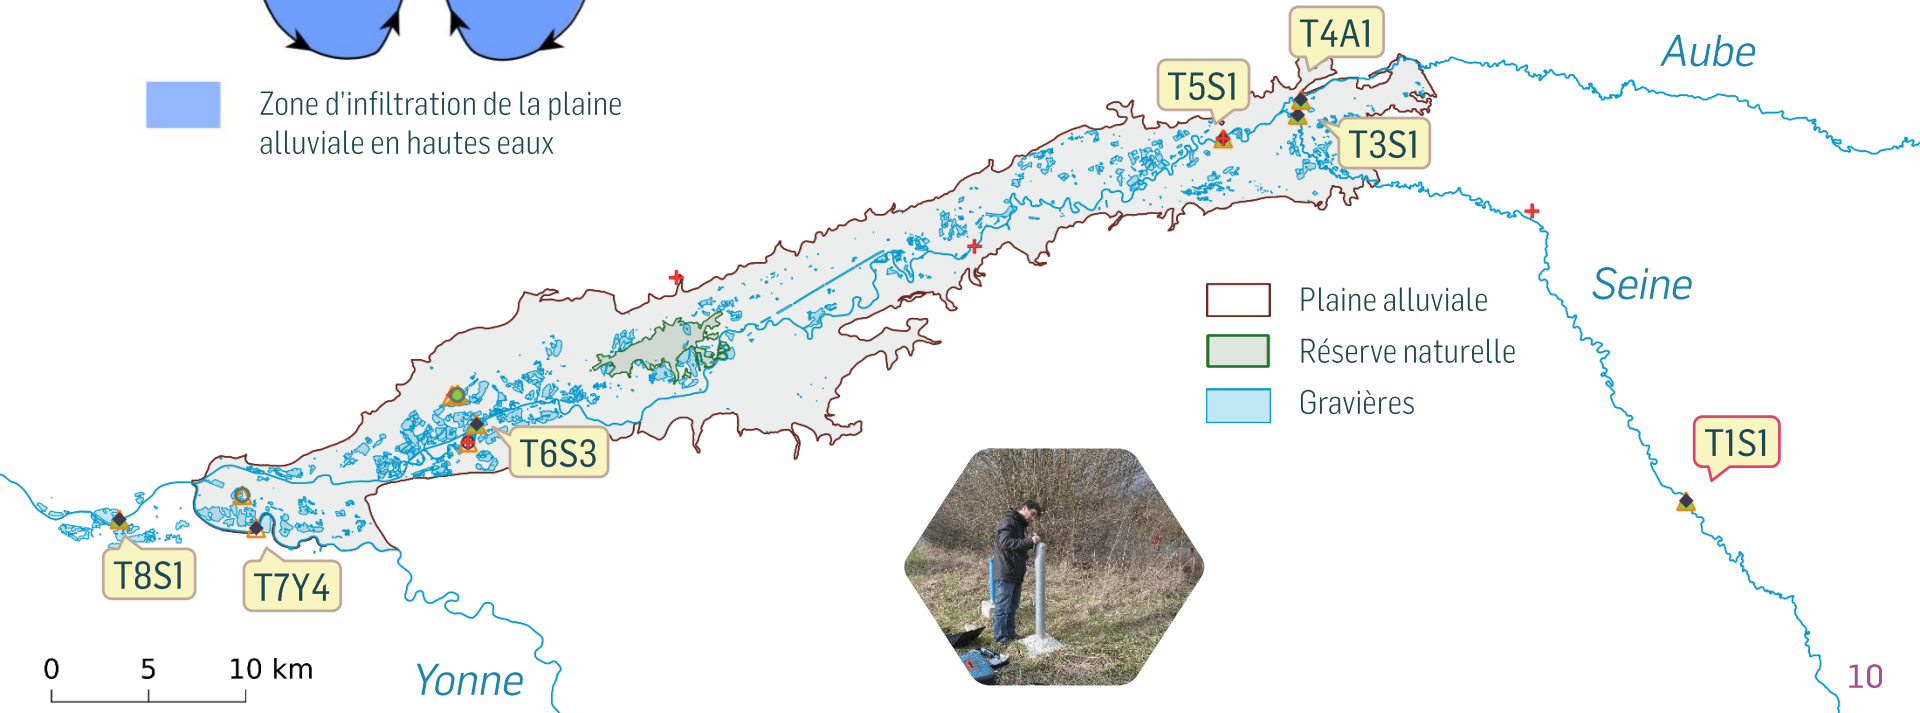 T4A1
Aube
T5S1
Zone d'infiltration de la plaine
alluviale en hautes eaux
T3S1
Seine
Plaine alluviale
Réserve naturelle
Gravières
T1S1
T6S3
T8S1
T7Y4
0 5 10 km
Yonne
10